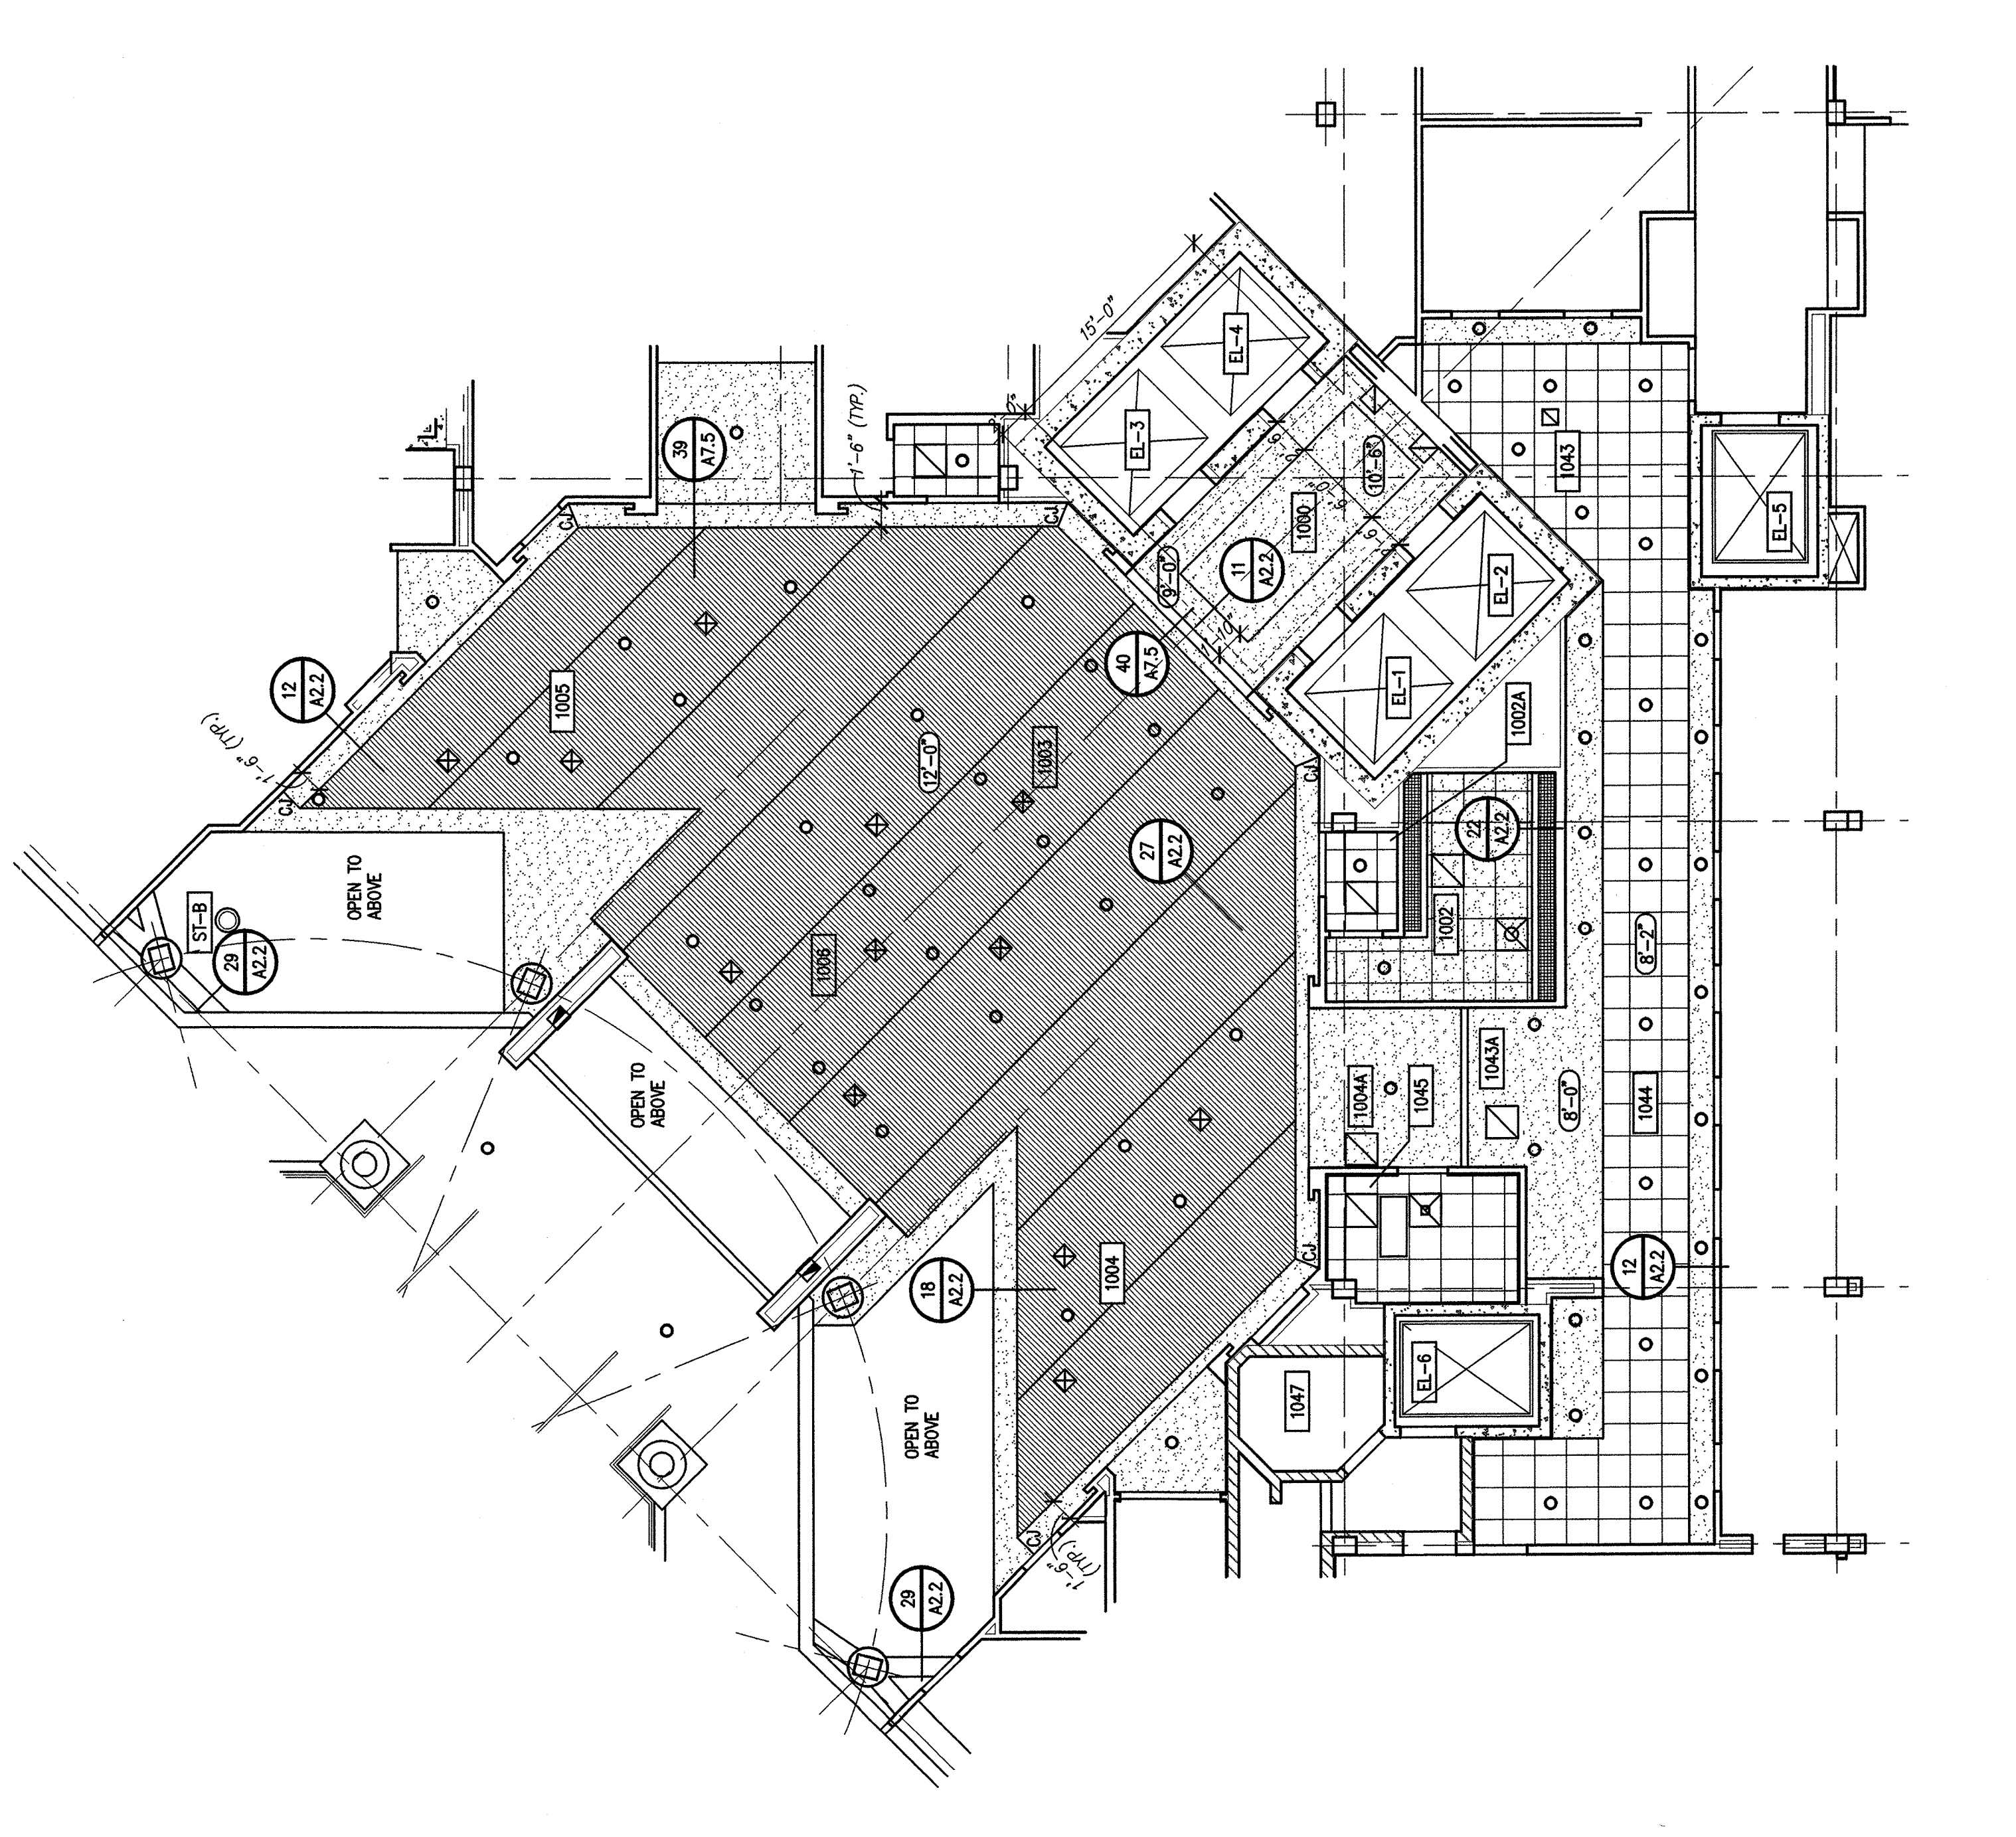 15'-0"
EL-4
EL-3
39
A7.5
1'-6" (TYP.)
10'-6"
1043
1000
EL-5
CJ
CJ
9'-0"
11
A2.2
EL-2
40
A7.5
EL-1
1'-10"
12
A2.2
1005
1'-6" (TYP.)
CJ
12'-0"
1003
CJ
1002A
27
A2.2
22
A2.2
OPEN TO
ABOVE
ST-B
29
A2.2
1006
1002
8'-2"
OPEN TO
ABOVE
1004A
1045
1043A
8'-0"
1044
18
A2.2
1004
CJ
12
A2.2
OPEN TO
ABOVE
1047
EL-6
CJ
1'-6"
(TYP.)
29
A2.2